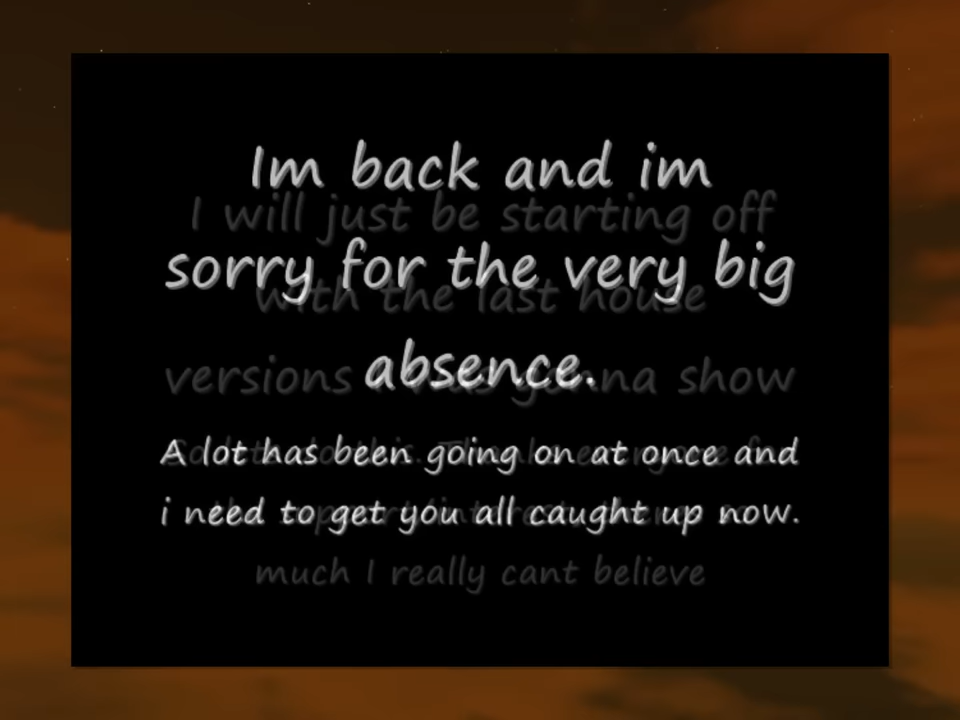 Im back and im
I will just be starting off
sorry for the very big
with the last house
absence.
versions I was gonna show
A lot has been going on at once and
i need to get you all caught up now.
much I really cant believe